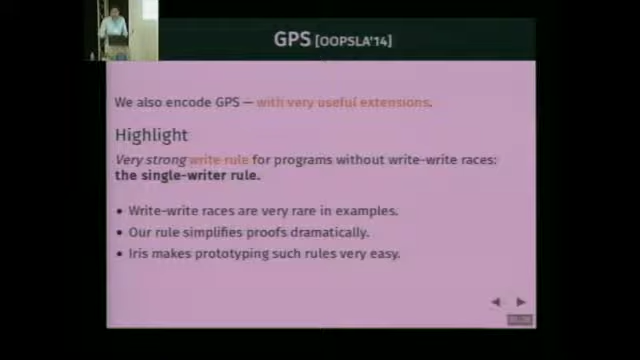 GPS [OOPSLA'14]
We also encode GPS — with very useful extensions.
Highlight
Very strong write rule for programs without write-write races:
the single-writer rule.
• Write-write races are very rare in examples.
• Our rule simplifies proofs dramatically.
• Iris makes prototyping such rules very easy.